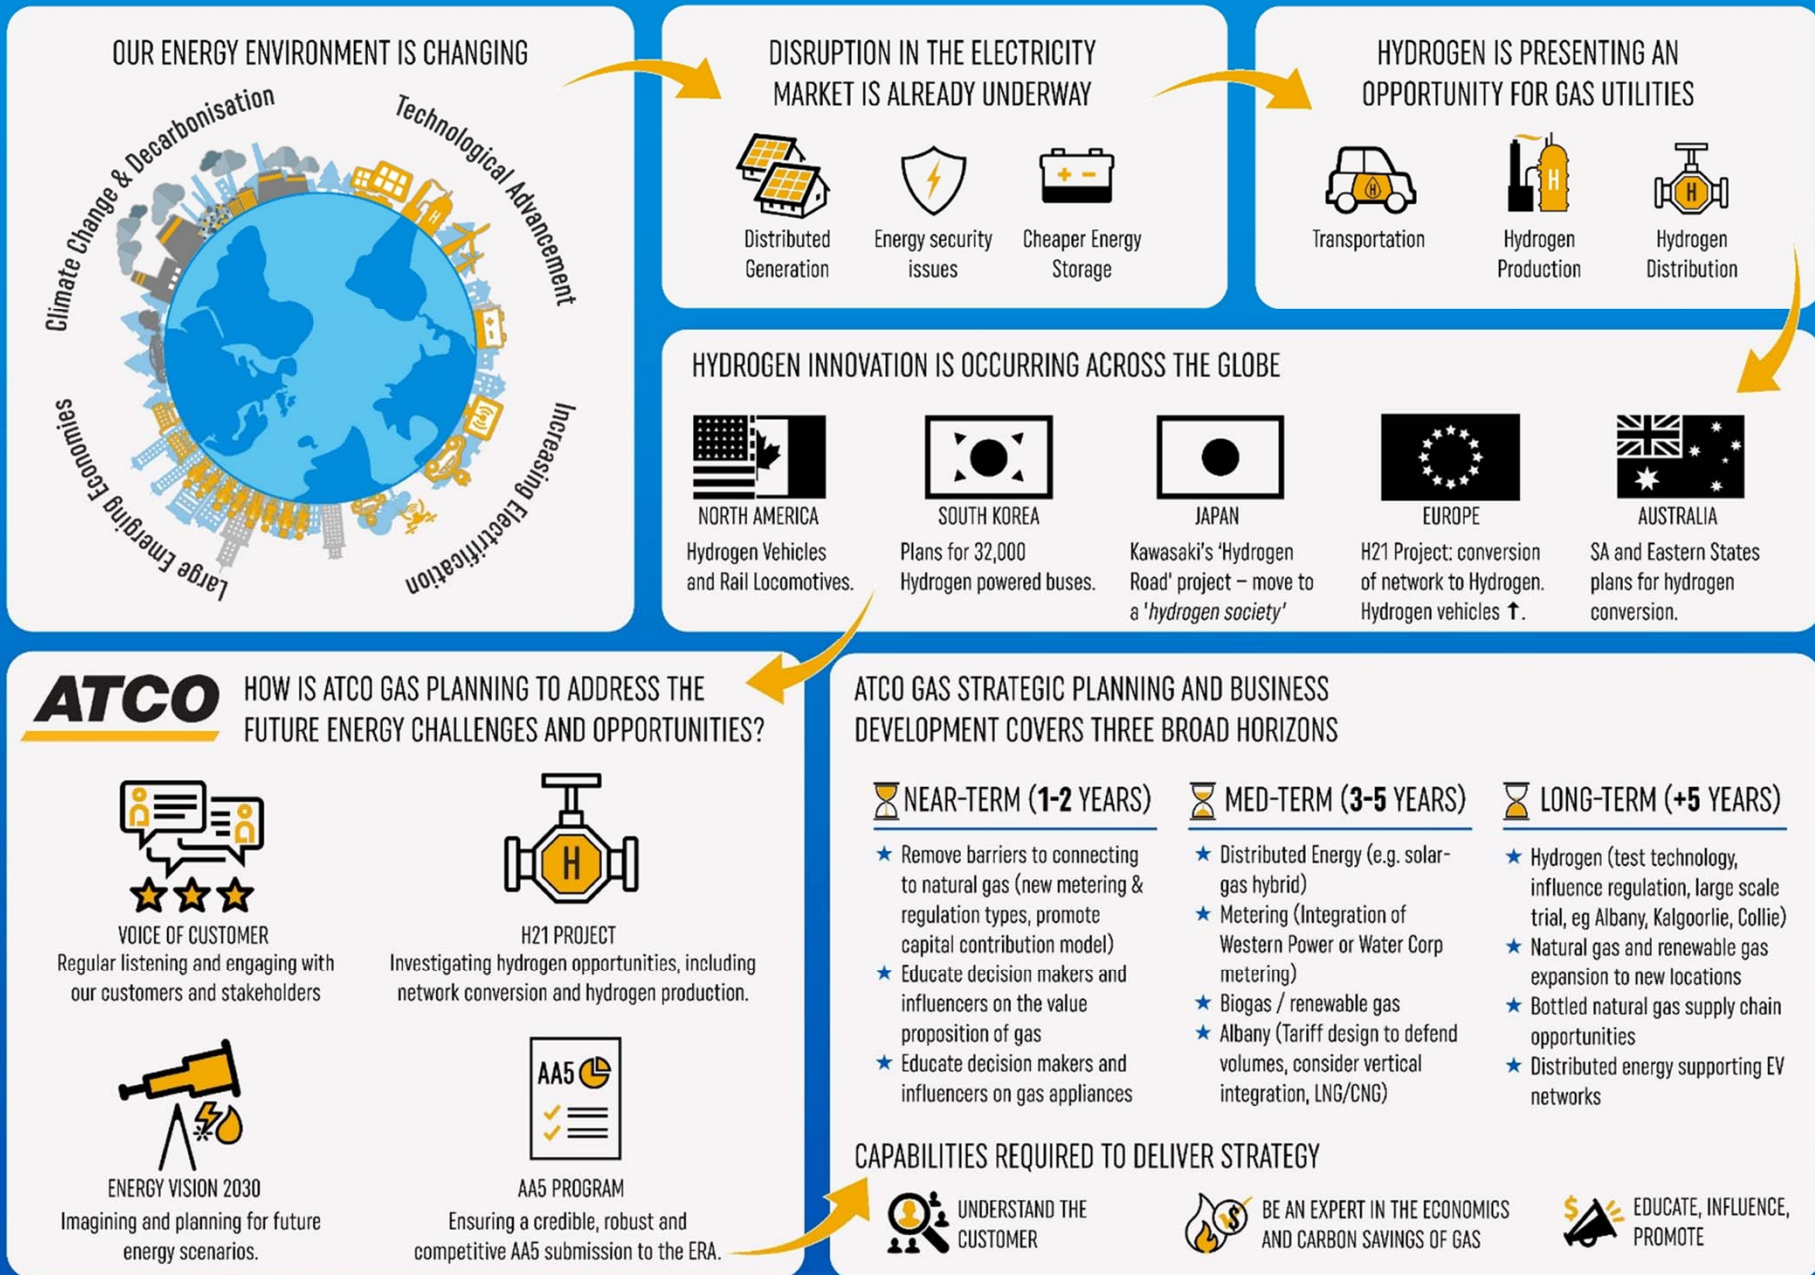 OUR ENERGY ENVIRONMENT IS CHANGING
Climate Change & Decarbonisation
Technological Advancement
Large Emerging Economies
Increasing Electrification
DISRUPTION IN THE ELECTRICITY
MARKET IS ALREADY UNDERWAY
Distributed
Generation
Energy security
issues
Cheaper Energy
Storage
HYDROGEN IS PRESENTING AN
OPPORTUNITY FOR GAS UTILITIES
Transportation
Hydrogen
Production
Hydrogen
Distribution
HYDROGEN INNOVATION IS OCCURRING ACROSS THE GLOBE
NORTH AMERICA
Hydrogen Vehicles
and Rail Locomotives.
SOUTH KOREA
Plans for 32,000
Hydrogen powered buses.
JAPAN
Kawasaki's 'Hydrogen
Road' project – move to
a 'hydrogen society'
EUROPE
H21 Project: conversion
of network to Hydrogen.
Hydrogen vehicles ↑.
AUSTRALIA
SA and Eastern States
plans for hydrogen
conversion.
ATCO
HOW IS ATCO GAS PLANNING TO ADDRESS THE
FUTURE ENERGY CHALLENGES AND OPPORTUNITIES?
VOICE OF CUSTOMER
Regular listening and engaging with
our customers and stakeholders
H
H21 PROJECT
Investigating hydrogen opportunities, including
network conversion and hydrogen production.
ENERGY VISION 2030
Imagining and planning for future
energy scenarios.
AA5
AA5 PROGRAM
Ensuring a credible, robust and
competitive AA5 submission to the ERA.
ATCO GAS STRATEGIC PLANNING AND BUSINESS
DEVELOPMENT COVERS THREE BROAD HORIZONS
NEAR-TERM (1-2 YEARS)
★ Remove barriers to connecting
to natural gas (new metering &
regulation types, promote
capital contribution model)
★ Educate decision makers and
influencers on the value
proposition of gas
★ Educate decision makers and
influencers on gas appliances
MED-TERM (3-5 YEARS)
★ Distributed Energy (e.g. solar-
gas hybrid)
★ Metering (Integration of
Western Power or Water Corp
metering)
★ Biogas / renewable gas
★ Albany (Tariff design to defend
volumes, consider vertical
integration, LNG/CNG)
LONG-TERM (+5 YEARS)
★ Hydrogen (test technology,
influence regulation, large scale
trial, eg Albany, Kalgoorlie, Collie)
★ Natural gas and renewable gas
expansion to new locations
★ Bottled natural gas supply chain
opportunities
★ Distributed energy supporting EV
networks
CAPABILITIES REQUIRED TO DELIVER STRATEGY
UNDERSTAND THE
CUSTOMER
BE AN EXPERT IN THE ECONOMICS
AND CARBON SAVINGS OF GAS
EDUCATE, INFLUENCE,
PROMOTE